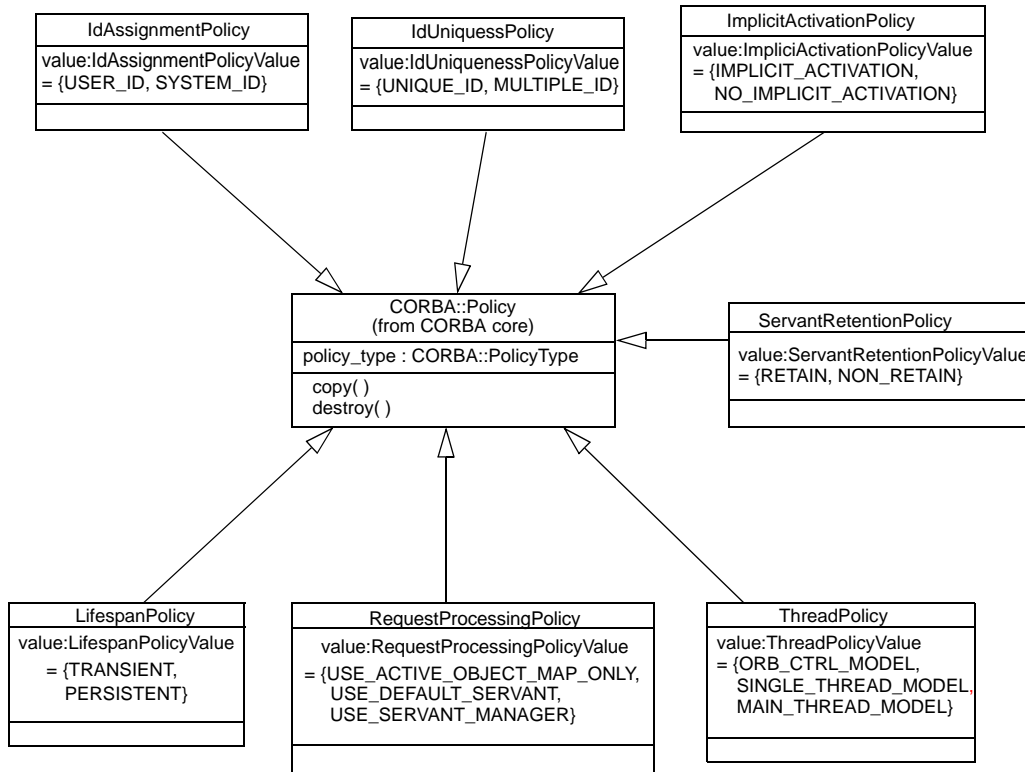 IdAssignmentPolicy
value:IdAssignmentPolicyValue
= {USER_ID, SYSTEM_ID}
IdUniquessPolicy
value:IdUniquenessPolicyValue
= {UNIQUE_ID, MULTIPLE_ID}
ImplicitActivationPolicy
value:ImpliciActivationPolicyValue
= {IMPLICIT_ACTIVATION,
NO_IMPLICIT_ACTIVATION}
CORBA::Policy
(from CORBA core)
policy_type : CORBA::PolicyType
copy( )
destroy( )
ServantRetentionPolicy
value:ServantRetentionPolicyValue
= {RETAIN, NON_RETAIN}
LifespanPolicy
value:LifespanPolicyValue
= {TRANSIENT,
PERSISTENT}
RequestProcessingPolicy
value:RequestProcessingPolicyValue
= {USE_ACTIVE_OBJECT_MAP_ONLY,
USE_DEFAULT_SERVANT,
USE_SERVANT_MANAGER}
ThreadPolicy
value:ThreadPolicyValue
= {ORB_CTRL_MODEL,
SINGLE_THREAD_MODEL,
MAIN_THREAD_MODEL}